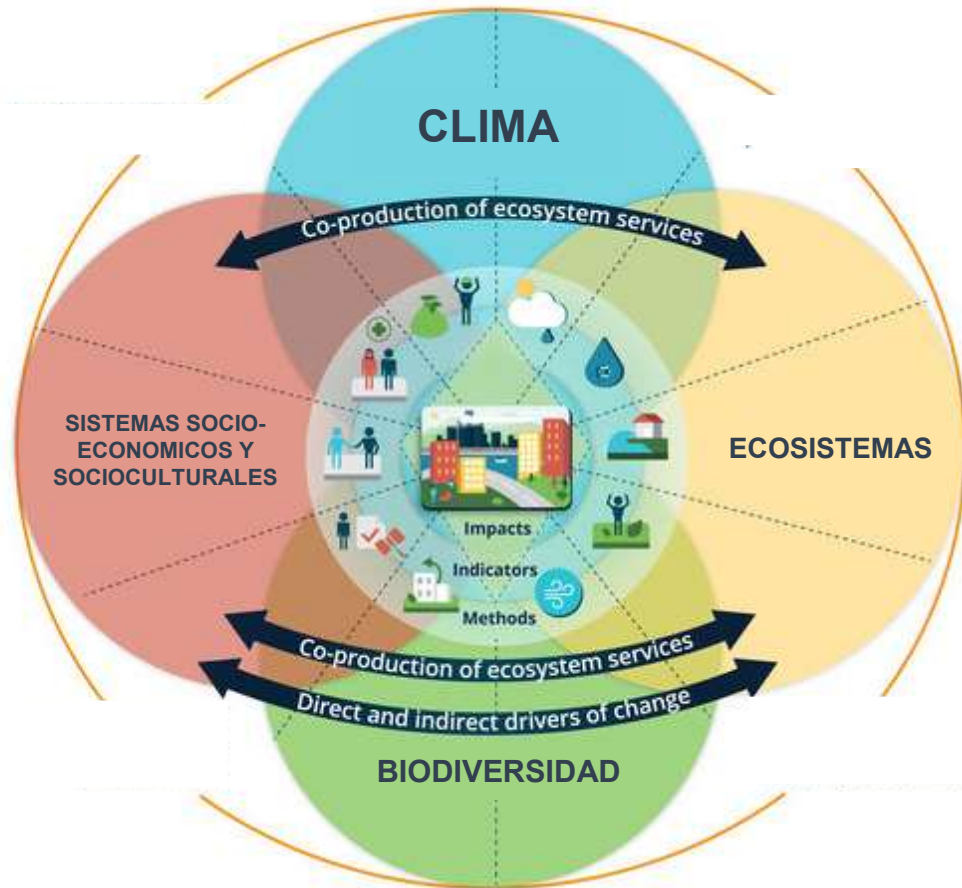 CLIMA
Co-production of ecosystem services
SISTEMAS SOCIO-
ECONOMICOS Y
SOCIOCULTURALES
ECOSISTEMAS
Impacts
Indicators
Methods
Co-production of ecosystem services
Direct and indirect drivers of change
BIODIVERSIDAD